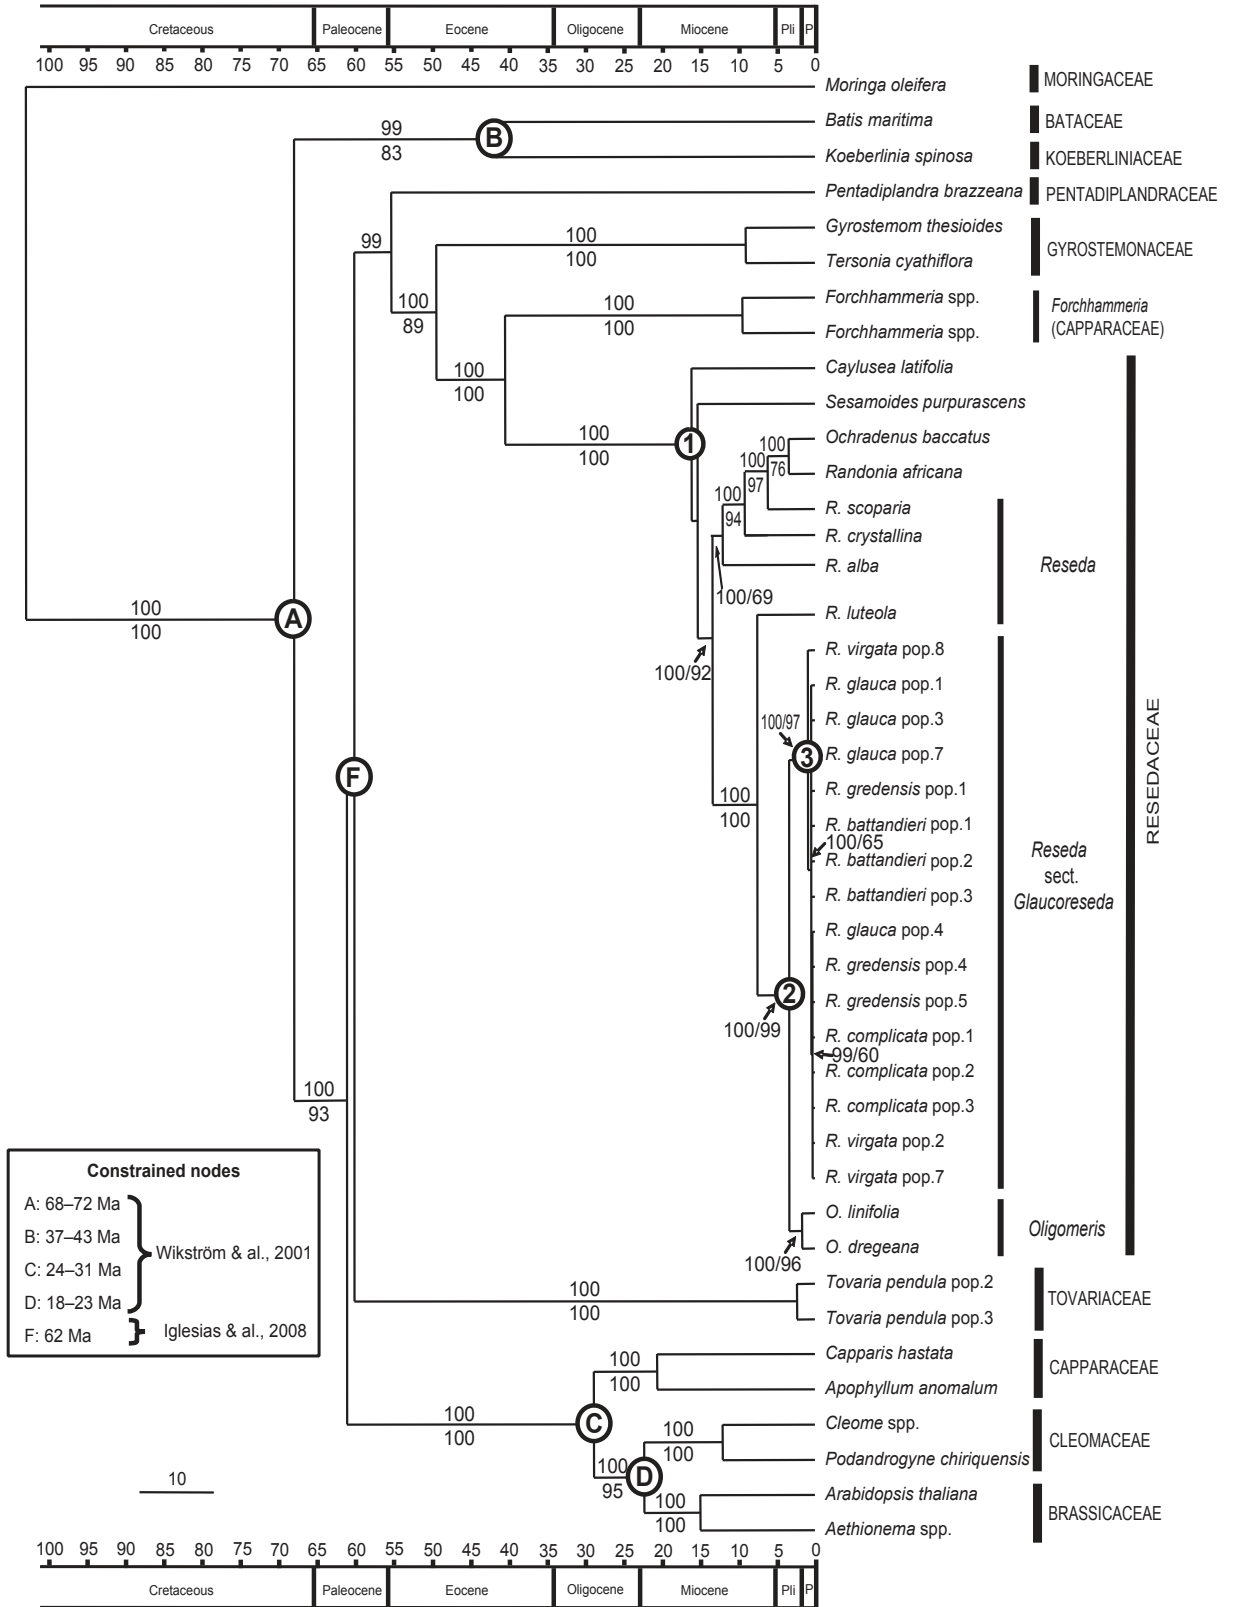 Cretaceous Paleocene Eocene Oligocene Miocene Pli P
100 95 90 85 80 75 70 65 60 55 50 45 40 35 30 25 20 15 10 5 0
Moringa oleifera MORINGACEAE
Batis maritima BATACEAE
99
B
83
Koeberlinia spinosa KOEBERLINIACEAE
Pentadiplandra brazzeana PENTADIPLANDRACEAE
Gyrostemom thesioides
99 100
GYROSTEMONACEAE
100
Tersonia cyathiflora
Forchhammeria spp.
100 100
Forchhammeria
(CAPPARACEAE)
89 100
Forchhammeria spp.
Caylusea latifolia
100
100
Sesamoides purpurascens
100
1
100
Ochradenus baccatus
100
76
Randonia africana
100
97
R. scoparia
100
94
R. crystallina
R. alba Reseda
100/69
R. luteola
100
A
100
R. virgata pop.8
100/92
R. glauca pop.1
R. glauca pop.3
100/97
R. glauca pop.7
3
F
R. gredensis pop.1
100
100
R. battandieri pop.1
100/65
R. battandieri pop.2
R. battandieri pop.3
Reseda
sect.
Glaucoreseda
RESEDACEAE
R. glauca pop.4
R. gredensis pop.4
2
R. gredensis pop.5
100/99
R. complicata pop.1
99/60
R. complicata pop.2
100
93
R. complicata pop.3
R. virgata pop.2
R. virgata pop.7
O. linifolia
Oligomeris
O. dregeana
100/96
Constrained nodes
A: 68–72 Ma
B: 37–43 Ma
C: 24–31 Ma
D: 18–23 Ma
Wikström & al., 2001
F: 62 Ma
Iglesias & al., 2008
Tovaria pendula pop.2
100
100
TOVARIACEAE
Tovaria pendula pop.3
Capparis hastata
100
100
CAPPARACEAE
Apophyllum anomalum
100
C
100
Cleome spp.
100
100
CLEOMACEAE
Podandrogyne chiriquensis
100
D
95
Arabidopsis thaliana
100
100
BRASSICACEAE
Aethionema spp.
10
100 95 90 85 80 75 70 65 60 55 50 45 40 35 30 25 20 15 10 5 0
Cretaceous Paleocene Eocene Oligocene Miocene Pli P